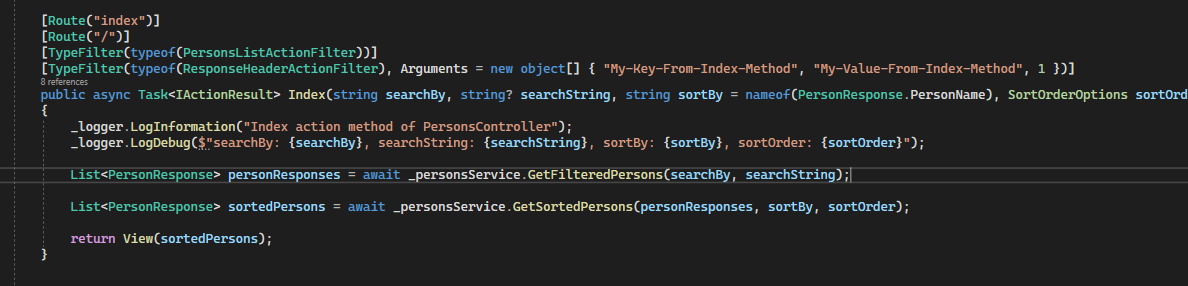 [Route("index")]
[Route("/")]
[TypeFilter(typeof(PersonsListActionFilter))]
[TypeFilter(typeof(ResponseHeaderActionFilter), Arguments = new object[] { "My-Key-From-Index-Method", "My-Value-From-Index-Method", 1 })]
8 references
public async Task<IActionResult> Index(string searchBy, string? searchString, string sortBy = nameof(PersonResponse.PersonName), SortOrderOptions sortOrd
{
_logger.LogInformation("Index action method of PersonsController");
_logger.LogDebug($"searchBy: {searchBy}, searchString: {searchString}, sortBy: {sortBy}, sortOrder: {sortOrder}");
List<PersonResponse> personResponses = await _personsService.GetFilteredPersons(searchBy, searchString);
List<PersonResponse> sortedPersons = await _personsService.GetSortedPersons(personResponses, sortBy, sortOrder);
return View(sortedPersons);
}